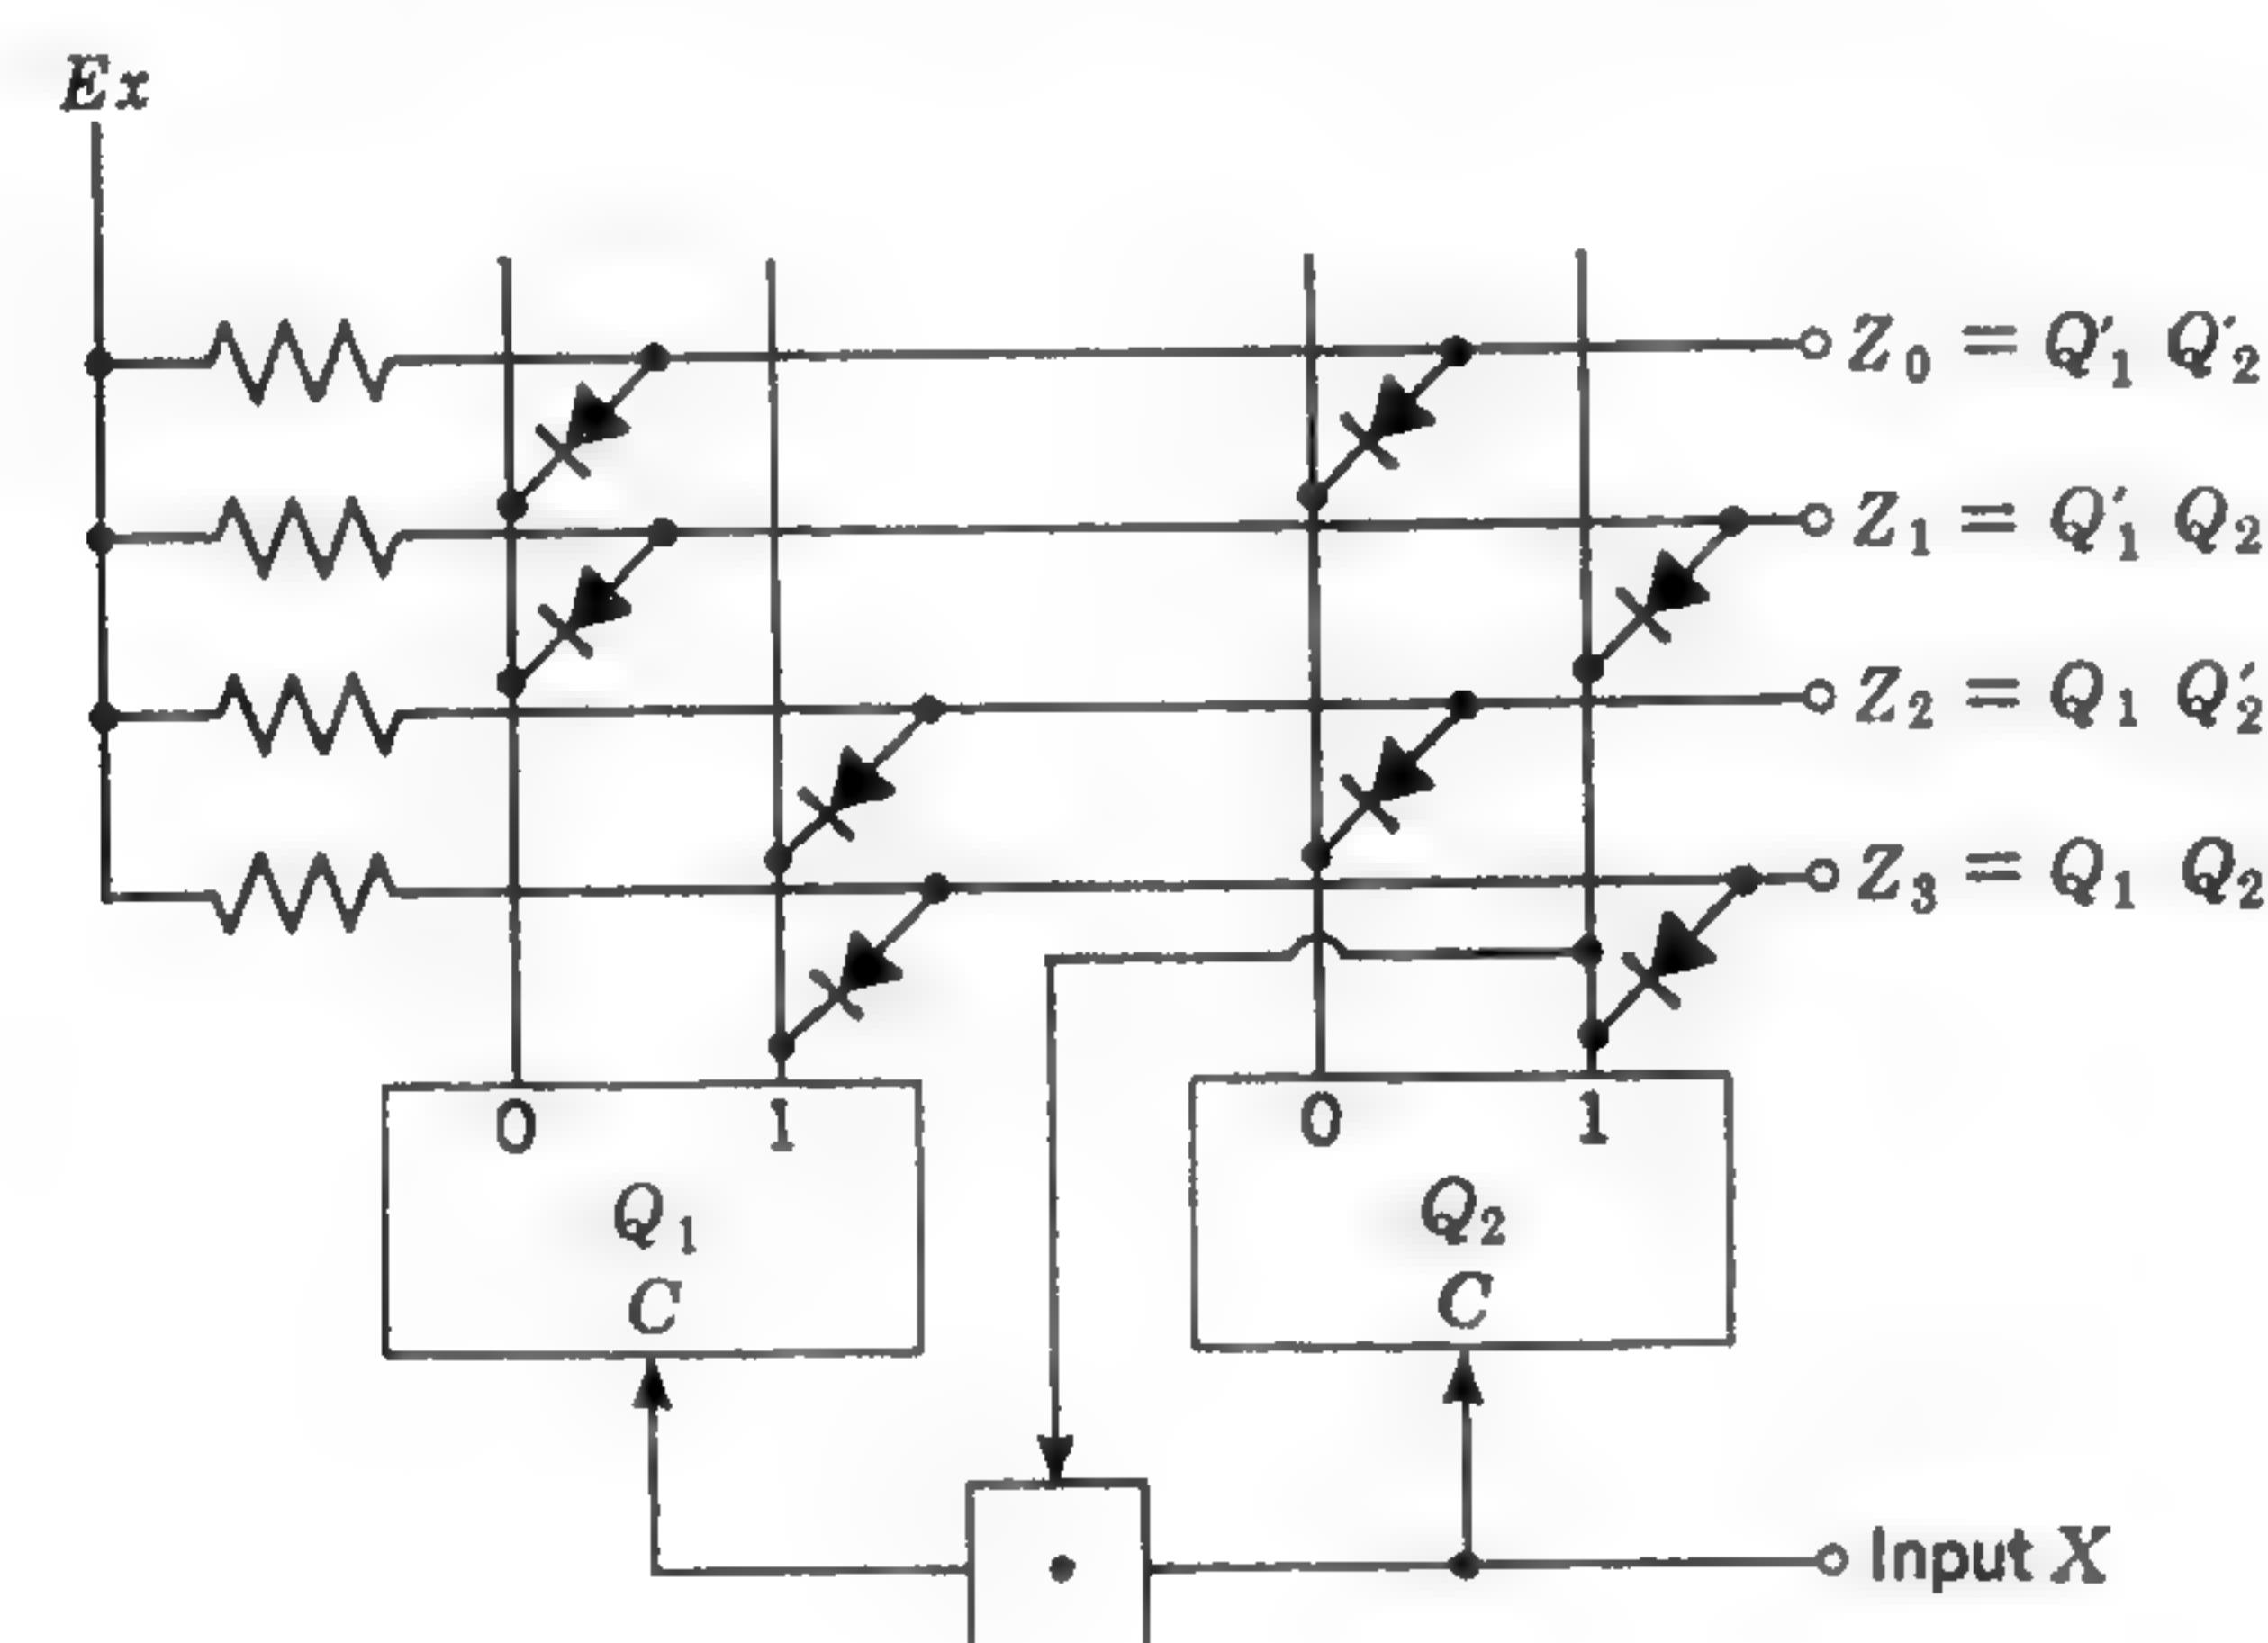 Ex
Z₀ = Q′₁ Q′₂
Z₁ = Q′₁ Q₂
Z₂ = Q₁ Q′₂
Z₃ = Q₁ Q₂
0 1 0 1
Q₁ Q₂
C C
Input X